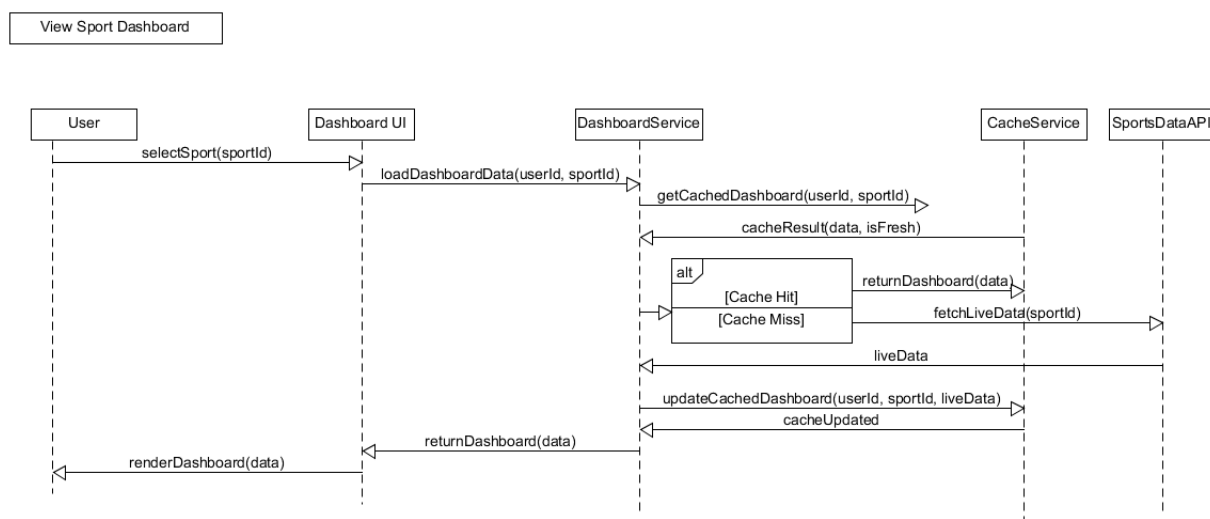 View Sport Dashboard
User
Dashboard UI
DashboardService
CacheService
SportsDataAPI
selectSport(sportId)
loadDashboardData(userId, sportId)
getCachedDashboard(userId, sportId)
cacheResult(data, isFresh)
alt
returnDashboard(data)
[Cache Hit]
fetchLiveData(sportId)
[Cache Miss]
liveData
updateCachedDashboard(userId, sportId, liveData)
cacheUpdated
returnDashboard(data)
renderDashboard(data)